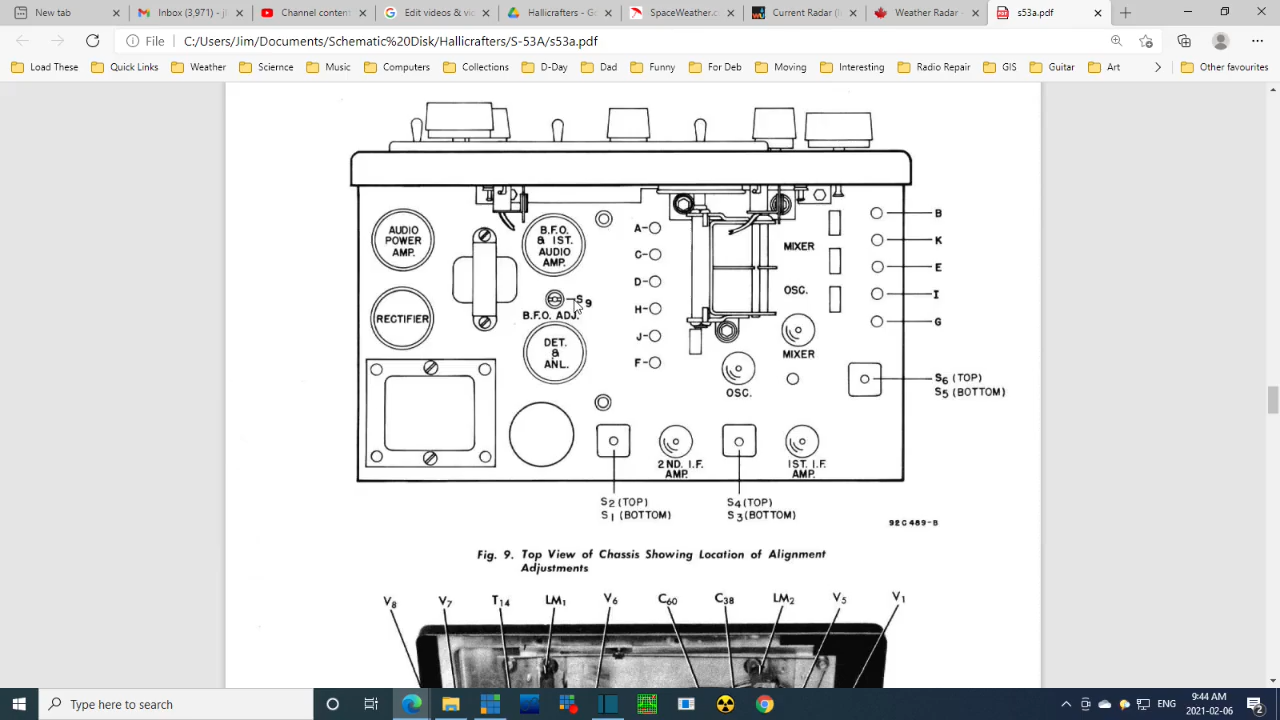 New tab
Inbox (3,971) - jl
Channel content
Edit videos & vi
Hallicrafters - Go
SpaceWeather.c
Current Radar (I
Weather Radar -
s53a.pdf
File
C:/Users/Jim/Documents/Schematic%20Disk/Hallicrafters/S-53A/s53a.pdf
Load These
Quick Links
Weather
Science
Music
Computers
Collections
D-Day
Dad
Funny
For Deb
Moving
Interesting
Radio Repair
GIS
Guitar
Art
Other favourites
AUDIO
POWER
AMP.
B.F.O.
& IST.
AUDIO
AMP.
A
C
D
H
J
F
MIXER
OSC.
B
K
E
I
G
S9
B.F.O. ADJ.
RECTIFIER
DET.
&
ANL.
MIXER
OSC.
S6 (TOP)
S5 (BOTTOM)
2ND. I.F.
AMP.
1ST. I.F.
AMP.
S2 (TOP)
S1 (BOTTOM)
S4 (TOP)
S3 (BOTTOM)
92C489-B
Fig. 9. Top View of Chassis Showing Location of Alignment
Adjustments
V8
V7
T14
LM1
V6
C60
C38
LM2
V5
V1
Type here to search
ENG
9:44 AM
2021-02-06
2